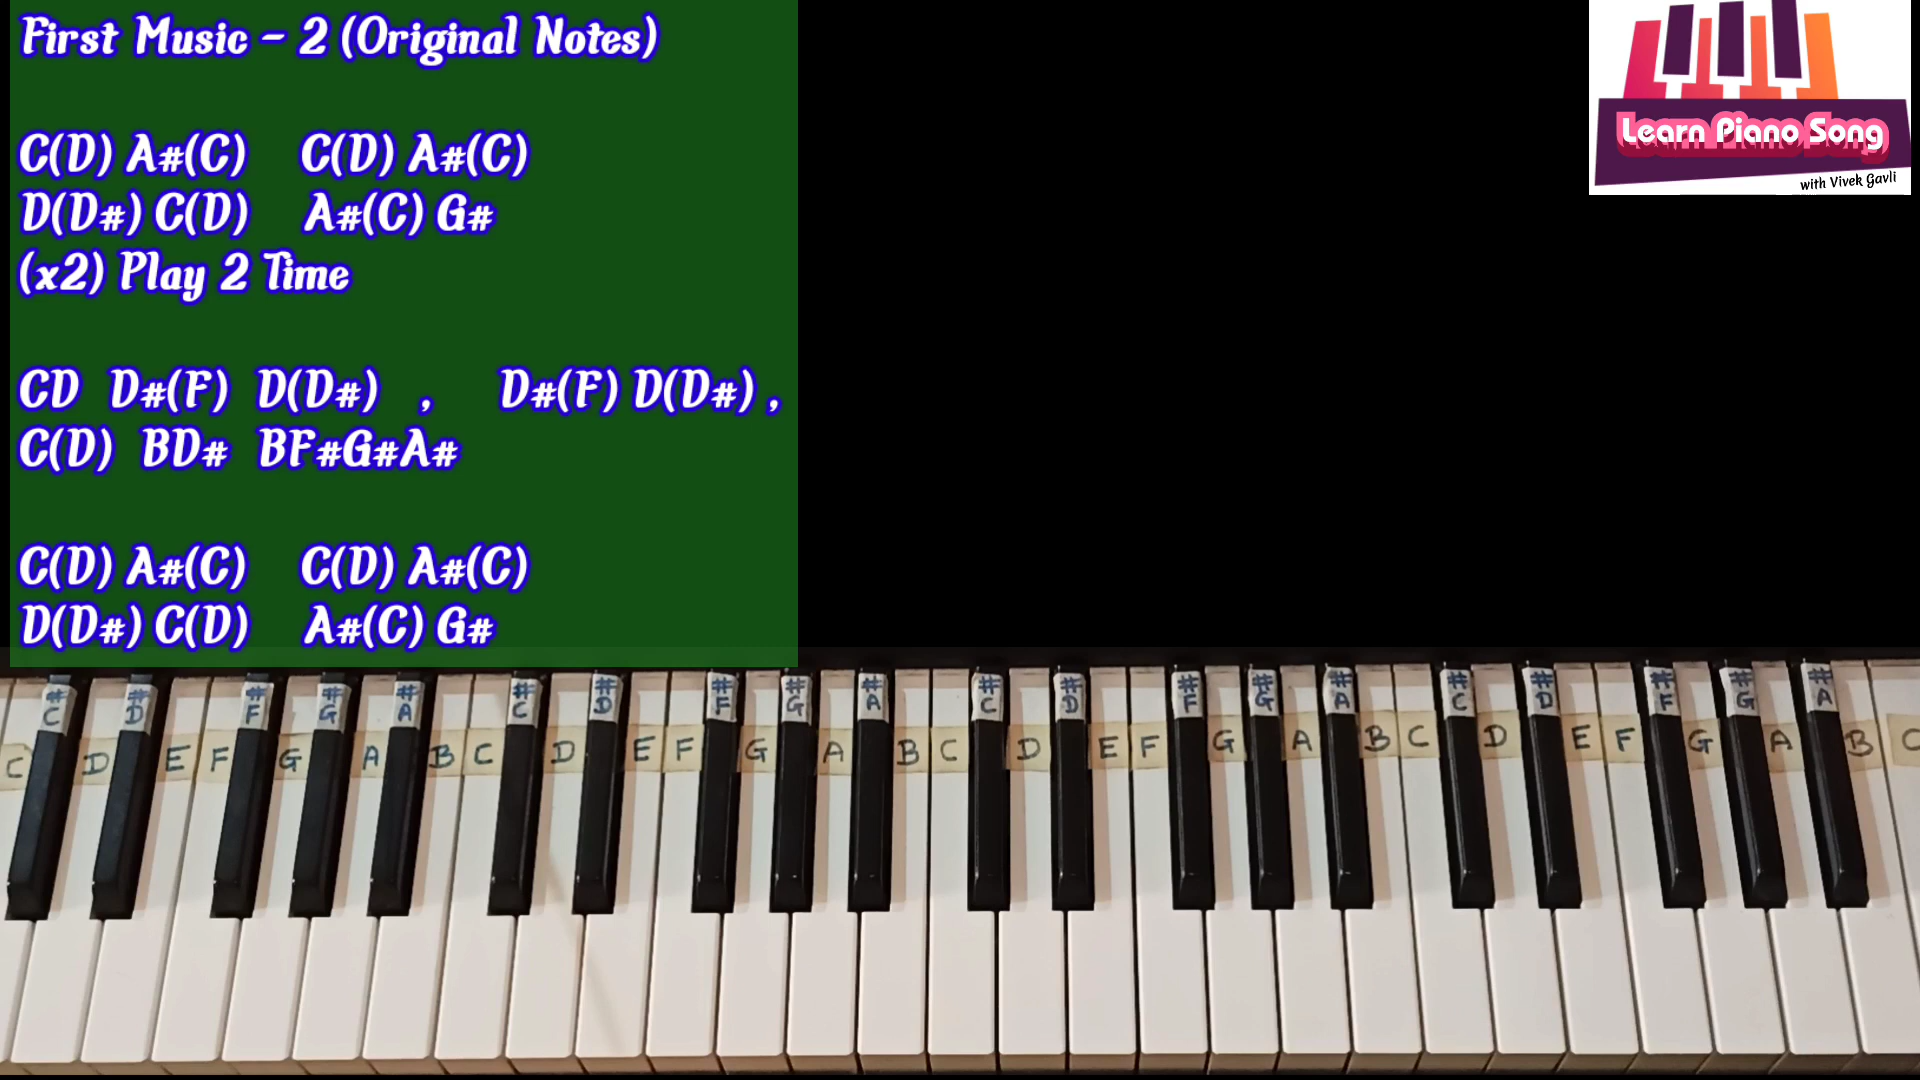 First Music - 2 (Original Notes)
C(D) A#(C) C(D) A#(C)
D(D#) C(D) A#(C) G#
(x2) Play 2 Time
CD D#(F) D(D#) , D#(F) D(D#) ,
C(D) BD# BF#G#A#
C(D) A#(C) C(D) A#(C)
D(D#) C(D) A#(C) G#
Learn Piano Song
with Vivek Gavli
#C #D #F #G #A #C #D #F #G #A #C #D #F #G #A #C #D #F #G #A
C D E F G A B C D E F G A B C D E F G A B C D E F G A B C